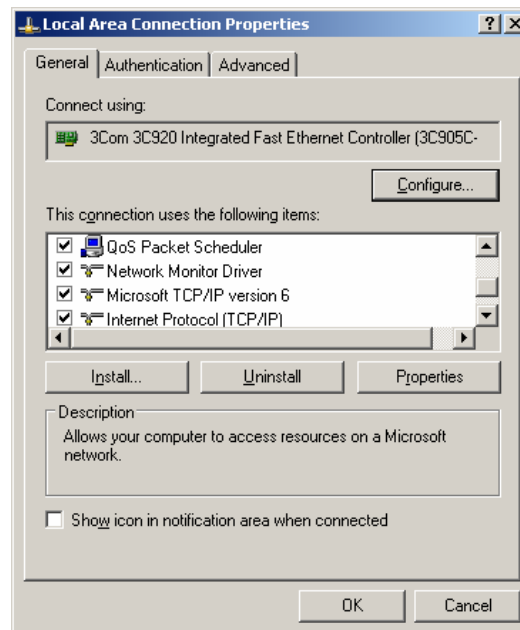 Local Area Connection Properties
General Authentication Advanced
Connect using:
3Com 3C920 Integrated Fast Ethernet Controller (3C905C-
Configure...
This connection uses the following items:
QoS Packet Scheduler
Network Monitor Driver
Microsoft TCP/IP version 6
Internet Protocol (TCP/IP)
Install... Uninstall Properties
Description
Allows your computer to access resources on a Microsoft
network.
Show icon in notification area when connected
OK Cancel